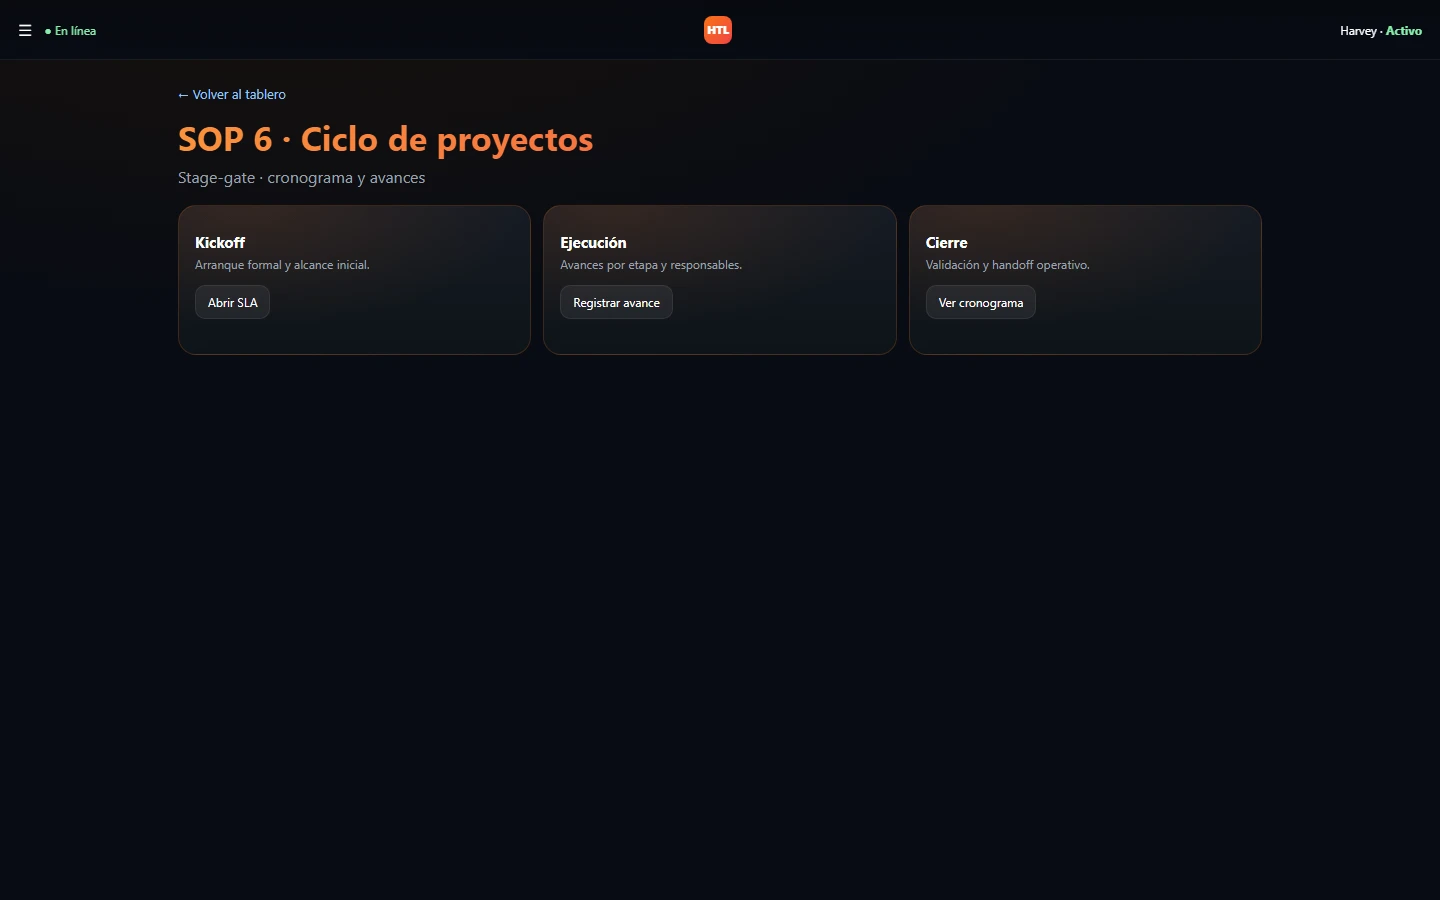 ☰ ● En línea
HTL
Harvey · Activo
← Volver al tablero
SOP 6 · Ciclo de proyectos
Stage-gate · cronograma y avances
Kickoff
Arranque formal y alcance inicial.
Abrir SLA
Ejecución
Avances por etapa y responsables.
Registrar avance
Cierre
Validación y handoff operativo.
Ver cronograma